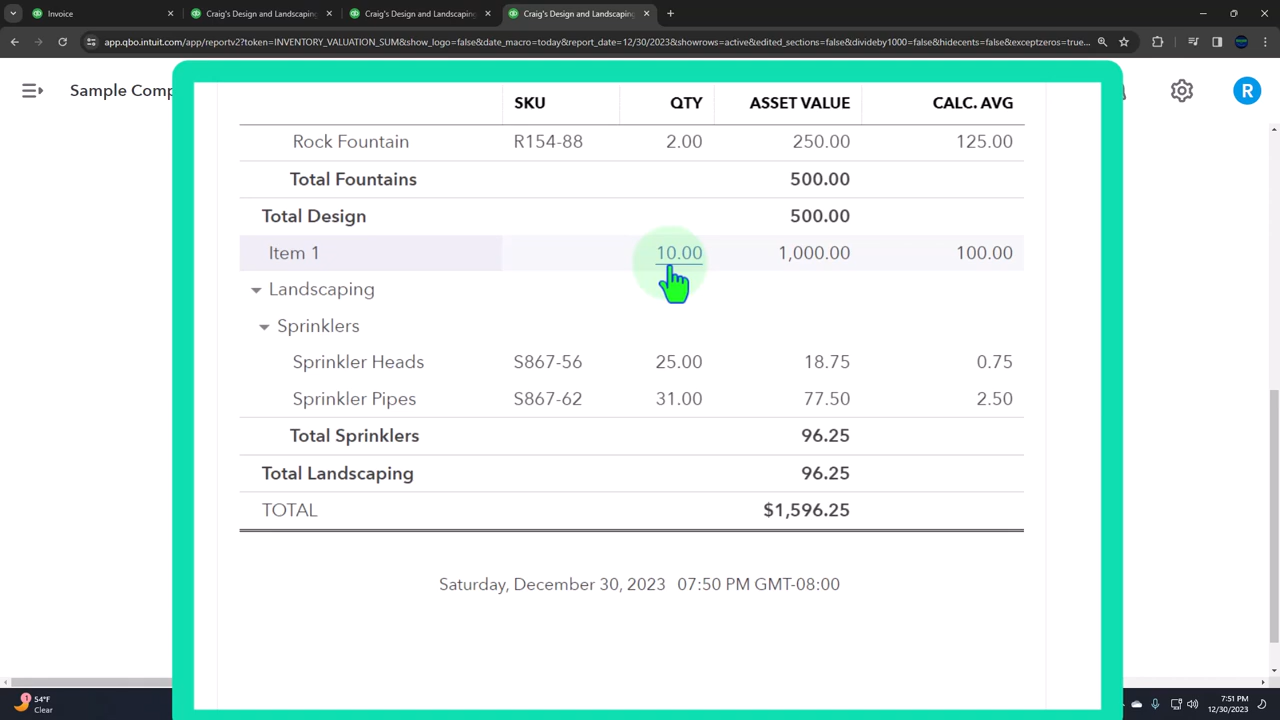 Invoice
Craig's Design and Landscaping
Craig's Design and Landscaping
Craig's Design and Landscaping
app.qbo.intuit.com/app/reportv2?token=INVENTORY_VALUATION_SUM&show_logo=false&date_macro=today&report_date=12/30/2023&showrows=active&edited_sections=false&divideby1000=false&hidecents=false&exceptzeros=true...
Sample Comp
R
SKU QTY ASSET VALUE CALC. AVG
Rock Fountain R154-88 2.00 250.00 125.00
Total Fountains 500.00
Total Design 500.00
Item 1 10.00 1,000.00 100.00
Landscaping
Sprinklers
Sprinkler Heads S867-56 25.00 18.75 0.75
Sprinkler Pipes S867-62 31.00 77.50 2.50
Total Sprinklers 96.25
Total Landscaping 96.25
TOTAL $1,596.25
Saturday, December 30, 2023 07:50 PM GMT-08:00
1
54°F
Clear
7:51 PM
12/30/2023